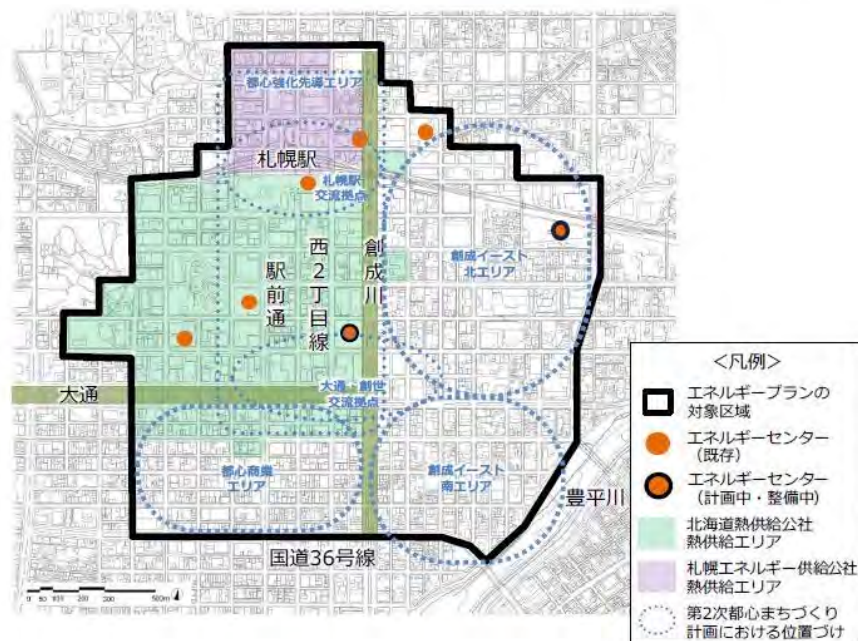 都心強化先導エリア
札幌駅
札幌駅
交流拠点
創成イースト
北エリア
創成川
西2丁目線
駅前通
大通
大通・創世
交流拠点
都心商業
エリア
創成イースト
南エリア
豊平川
国道36号線
0 50 100 200 300 500m
<凡例>
エネルギープランの
対象区域
エネルギーセンター
（既存）
エネルギーセンター
（計画中・整備中）
北海道熱供給公社
熱供給エリア
札幌エネルギー供給公社
熱供給エリア
第2次都心まちづくり
計画における位置づけ